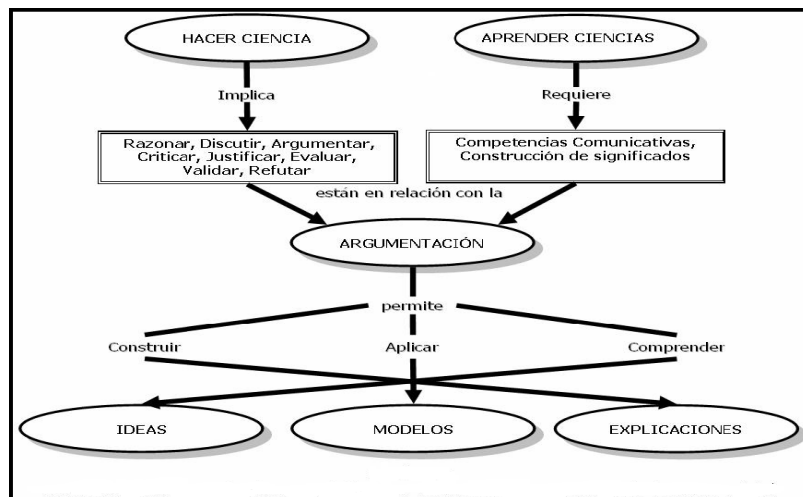 HACER CIENCIA
APRENDER CIENCIAS
Implica
Requiere
Razonar, Discutir, Argumentar,
Criticar, Justificar, Evaluar,
Validar, Refutar
Competencias Comunicativas,
Construcción de significados
están en relación con la
ARGUMENTACIÓN
permite
Construir
Aplicar
Comprender
IDEAS
MODELOS
EXPLICACIONES